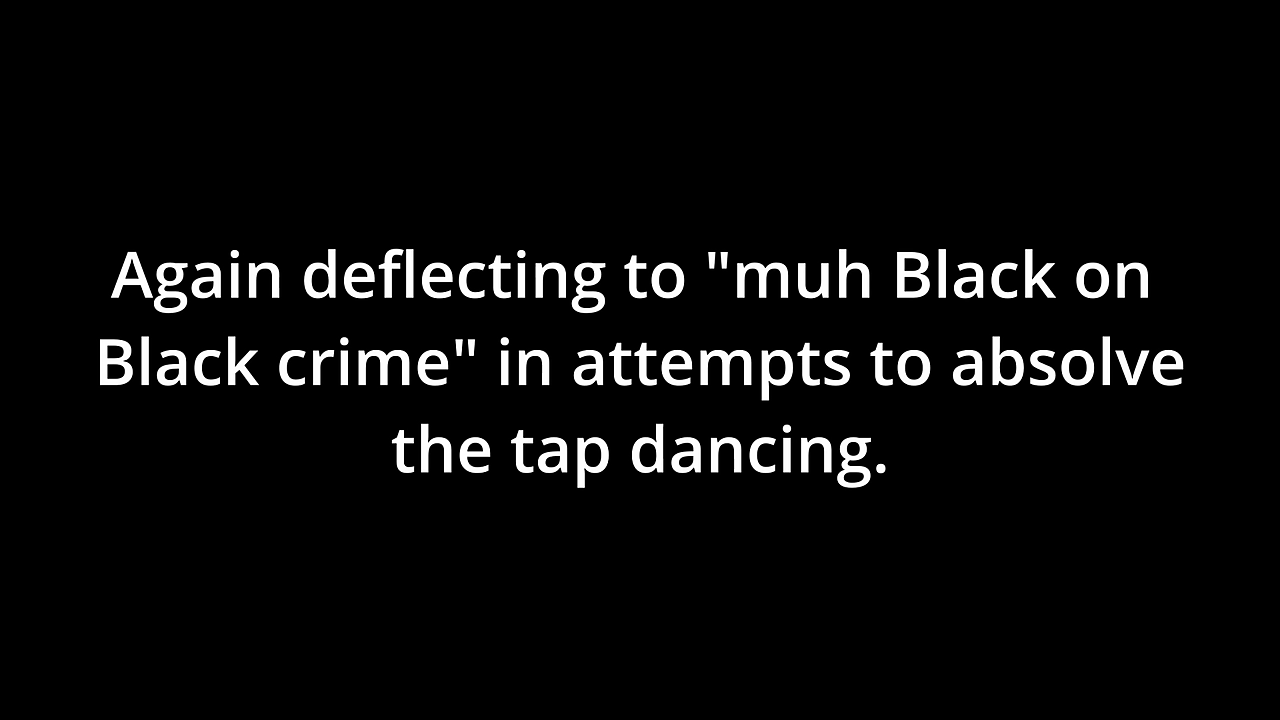 Again deflecting to "muh Black on
Black crime" in attempts to absolve
the tap dancing.